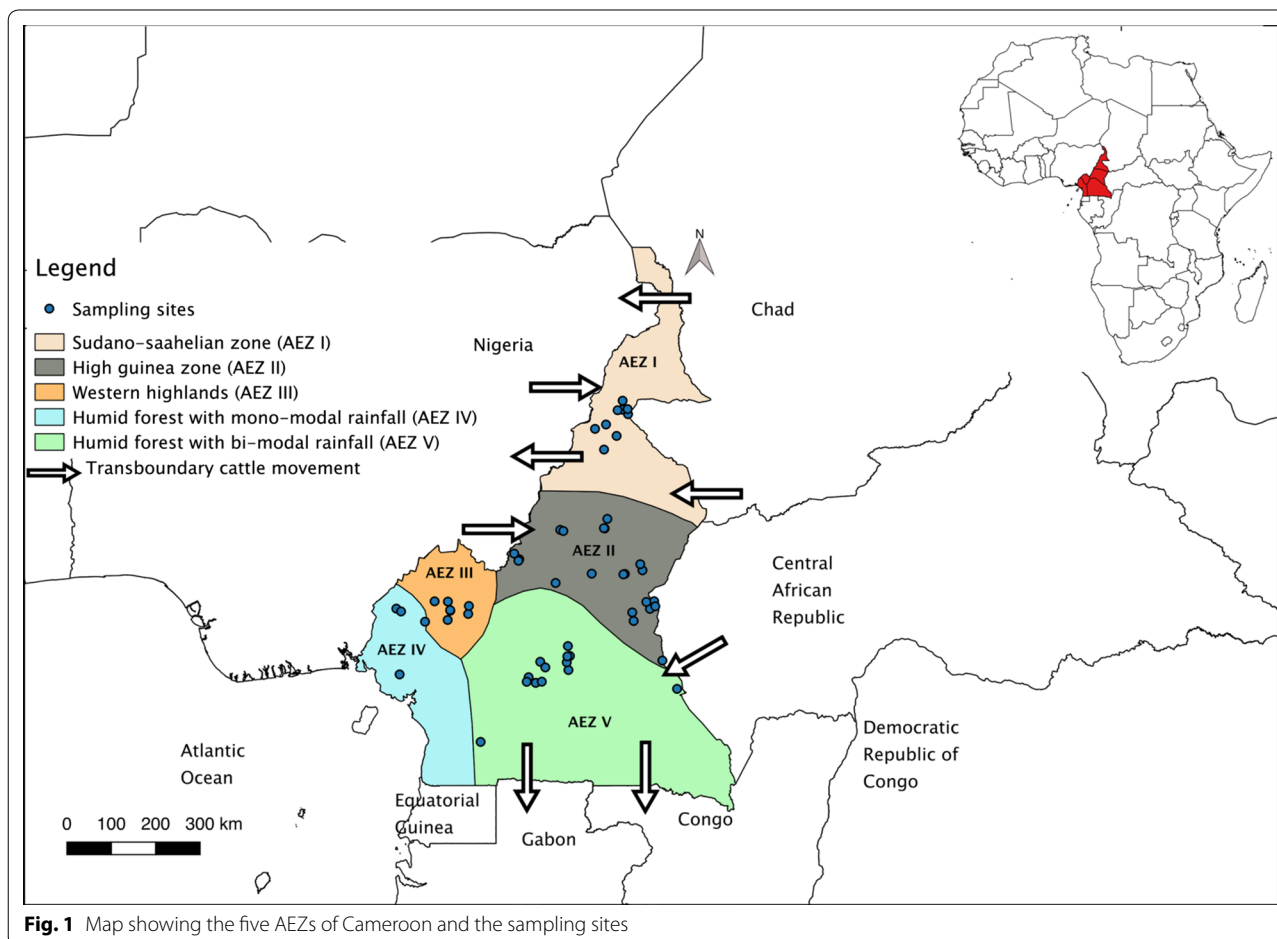 N
Legend
Sampling sites
Sudano-saahelian zone (AEZ I)
High guinea zone (AEZ II)
Western highlands (AEZ III)
Humid forest with mono-modal rainfall (AEZ IV)
Humid forest with bi-modal rainfall (AEZ V)
Transboundary cattle movement
Chad
Nigeria
AEZ I
AEZ II
AEZ III
AEZ IV
AEZ V
Central
African
Republic
Democratic
Republic of
Congo
Atlantic
Ocean
Equatorial
Guinea
Gabon
Congo
0 100 200 300 km
Fig. 1 Map showing the five AEZs of Cameroon and the sampling sites